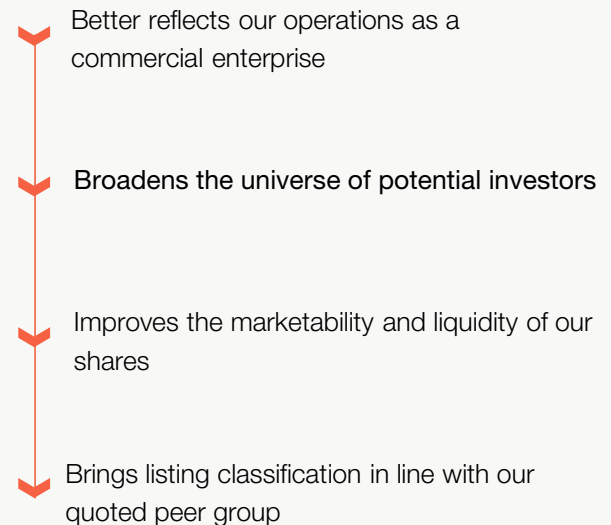 Better reflects our operations as a
commercial enterprise
Broadens the universe of potential investors
Improves the marketability and liquidity of our
shares
Brings listing classification in line with our
quoted peer group